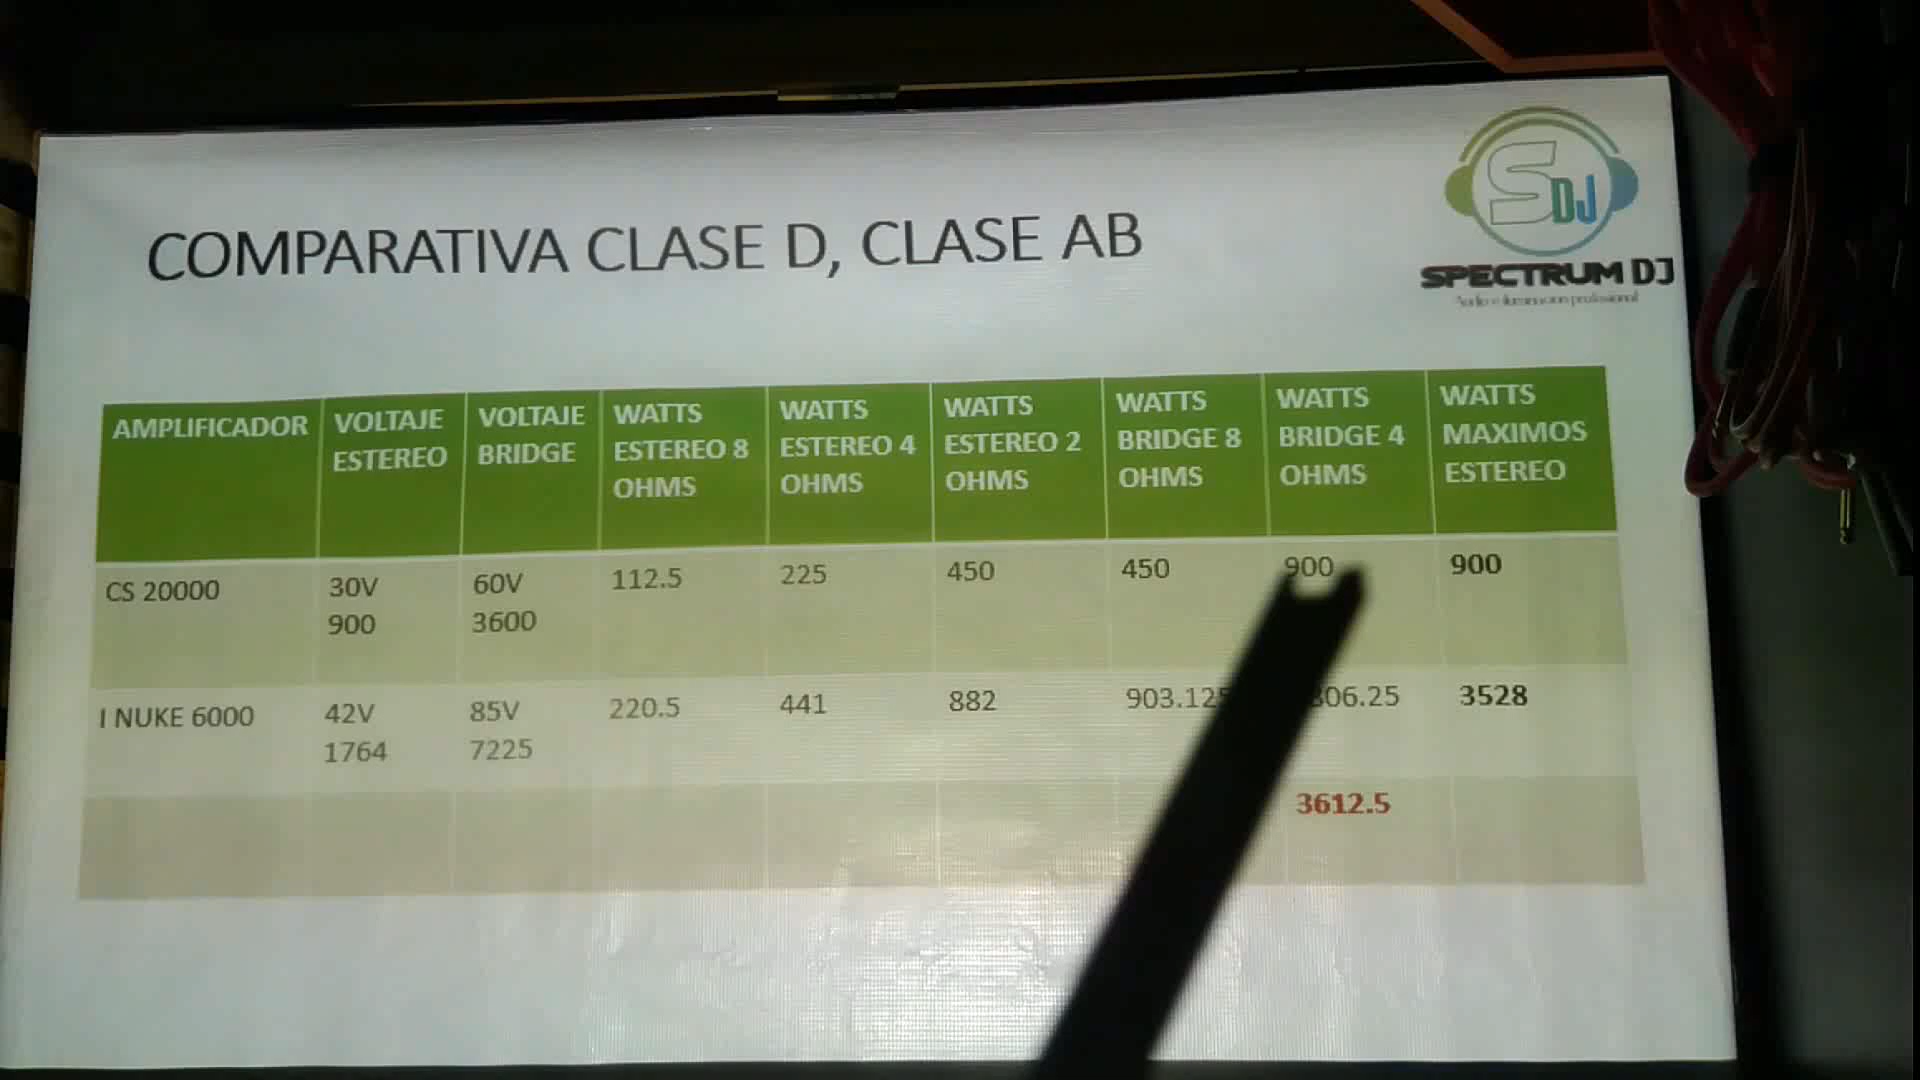 SDJ
SPECTRUM DJ
COMPARATIVA CLASE D, CLASE AB
AMPLIFICADOR
VOLTAJE
ESTEREO
VOLTAJE
BRIDGE
WATTS
ESTEREO 8
OHMS
WATTS
ESTEREO 4
OHMS
WATTS
ESTEREO 2
OHMS
WATTS
BRIDGE 8
OHMS
WATTS
BRIDGE 4
OHMS
WATTS
MAXIMOS
ESTEREO
CS 20000
30V
900
60V
3600
112.5
225
450
450
900
900
I NUKE 6000
42V
1764
85V
7225
220.5
441
882
903.125
06.25
3528
3612.5